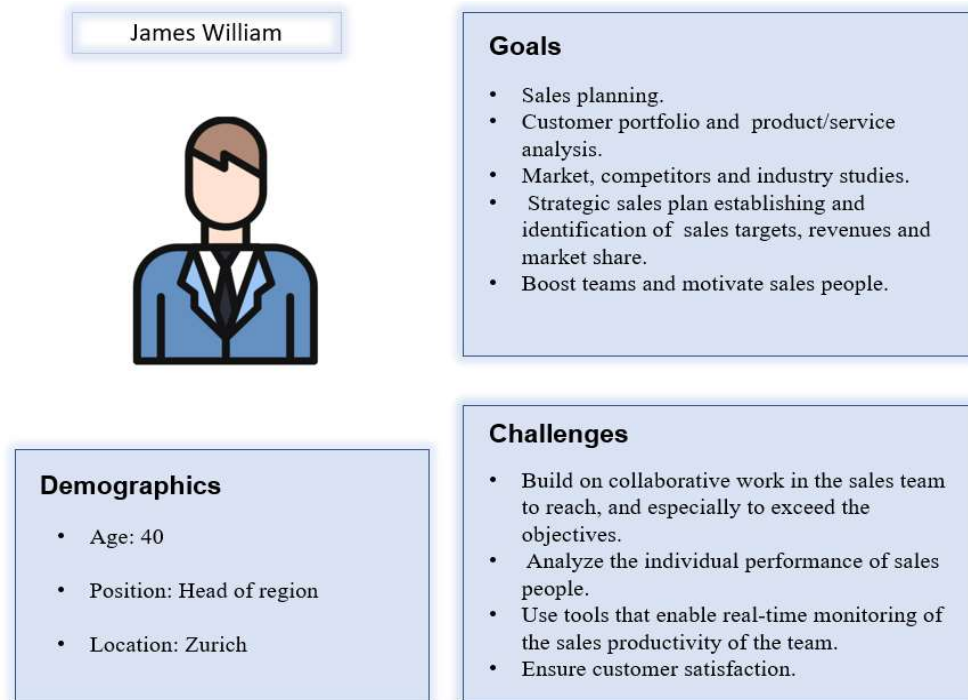 James William
Goals
• Sales planning.
• Customer portfolio and product/service
analysis.
• Market, competitors and industry studies.
• Strategic sales plan establishing and
identification of sales targets, revenues and
market share.
• Boost teams and motivate sales people.
Demographics
• Age: 40
• Position: Head of region
• Location: Zurich
Challenges
• Build on collaborative work in the sales team
to reach, and especially to exceed the
objectives.
• Analyze the individual performance of sales
people.
• Use tools that enable real-time monitoring of
the sales productivity of the team.
• Ensure customer satisfaction.